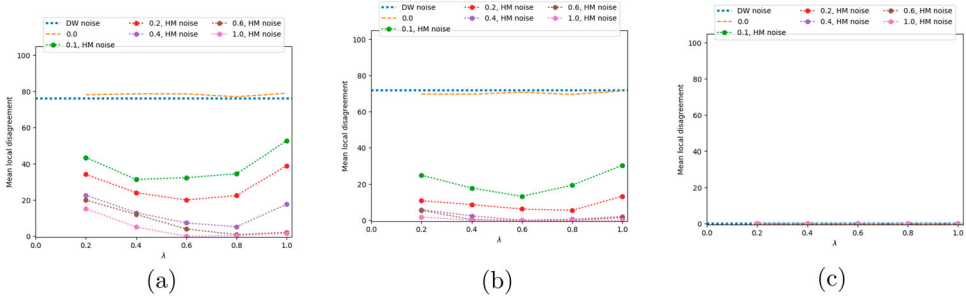 DW noise
0.0
0.1, HM noise
0.2, HM noise
0.4, HM noise
0.6, HM noise
1.0, HM noise
100
80
60
40
20
0
Mean local disagreement
0.0 0.2 0.4 0.6 0.8 1.0
λ
(a)
DW noise
0.0
0.1, HM noise
0.2, HM noise
0.4, HM noise
0.6, HM noise
1.0, HM noise
100
80
60
40
20
0
Mean local disagreement
0.0 0.2 0.4 0.6 0.8 1.0
λ
(b)
DW noise
0.0
0.1, HM noise
0.2, HM noise
0.4, HM noise
0.6, HM noise
1.0, HM noise
100
80
60
40
20
0
Mean local disagreement
0.0 0.2 0.4 0.6 0.8 1.0
λ
(c)